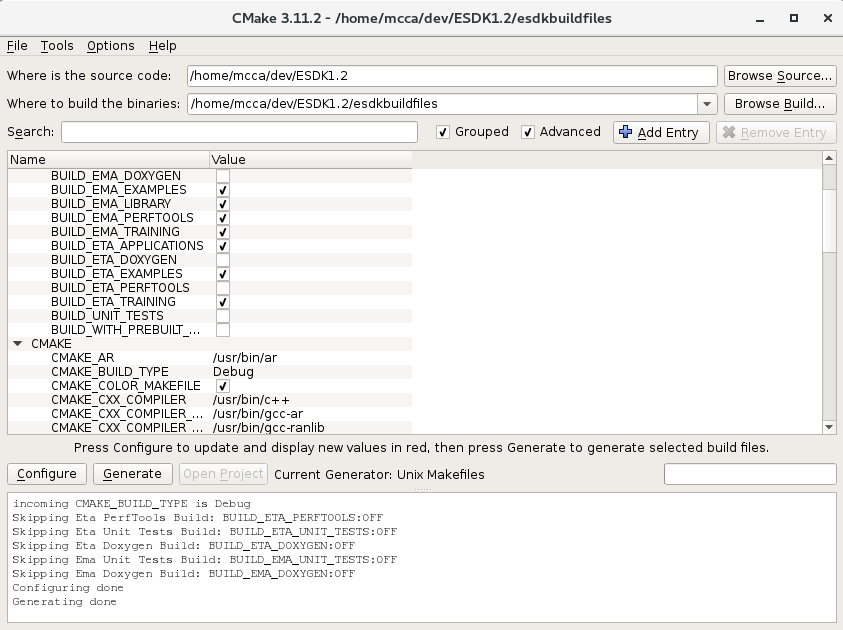 CMake 3.11.2 - /home/mcca/dev/ESDK1.2/esdkbuildfiles
File Tools Options Help
Where is the source code: /home/mcca/dev/ESDK1.2 Browse Source...
Where to build the binaries: /home/mcca/dev/ESDK1.2/esdkbuildfiles Browse Build...
Search: Grouped Advanced Add Entry Remove Entry
Name Value
BUILD_EMA_DOXYGEN
BUILD_EMA_EXAMPLES
BUILD_EMA_LIBRARY
BUILD_EMA_PERFTOOLS
BUILD_EMA_TRAINING
BUILD_ETA_APPLICATIONS
BUILD_ETA_DOXYGEN
BUILD_ETA_EXAMPLES
BUILD_ETA_PERFTOOLS
BUILD_ETA_TRAINING
BUILD_UNIT_TESTS
BUILD_WITH_PREBUILT_...
CMAKE
CMAKE_AR /usr/bin/ar
CMAKE_BUILD_TYPE Debug
CMAKE_COLOR_MAKEFILE
CMAKE_CXX_COMPILER /usr/bin/c++
CMAKE_CXX_COMPILER_... /usr/bin/gcc-ar
CMAKE_CXX_COMPILER_... /usr/bin/gcc-ranlib
Press Configure to update and display new values in red, then press Generate to generate selected build files.
Configure Generate Open Project Current Generator: Unix Makefiles
incoming CMAKE_BUILD_TYPE is Debug
Skipping Eta PerfTools Build: BUILD_ETA_PERFTOOLS:OFF
Skipping Eta Unit Tests Build: BUILD_ETA_UNIT_TESTS:OFF
Skipping Eta Doxygen Build: BUILD_ETA_DOXYGEN:OFF
Skipping Ema Unit Tests Build: BUILD_EMA_UNIT_TESTS:OFF
Skipping Ema Doxygen Build: BUILD_EMA_DOXYGEN:OFF
Configuring done
Generating done